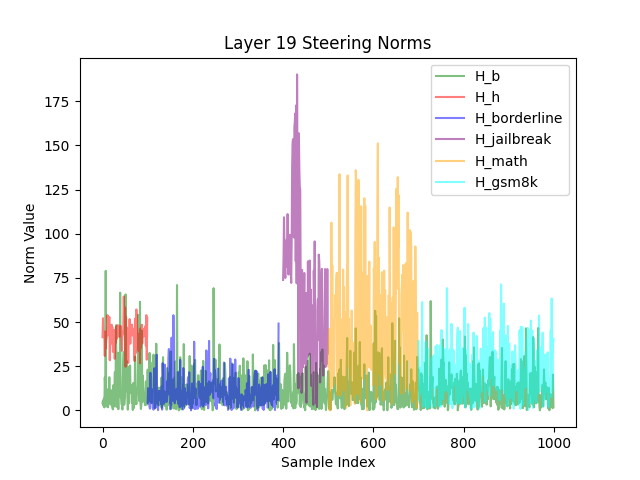 Layer 19 Steering Norms
H_b
H_h
H_borderline
H_jailbreak
H_math
H_gsm8k
Norm Value
175
150
125
100
75
50
25
0
0 200 400 600 800 1000
Sample Index